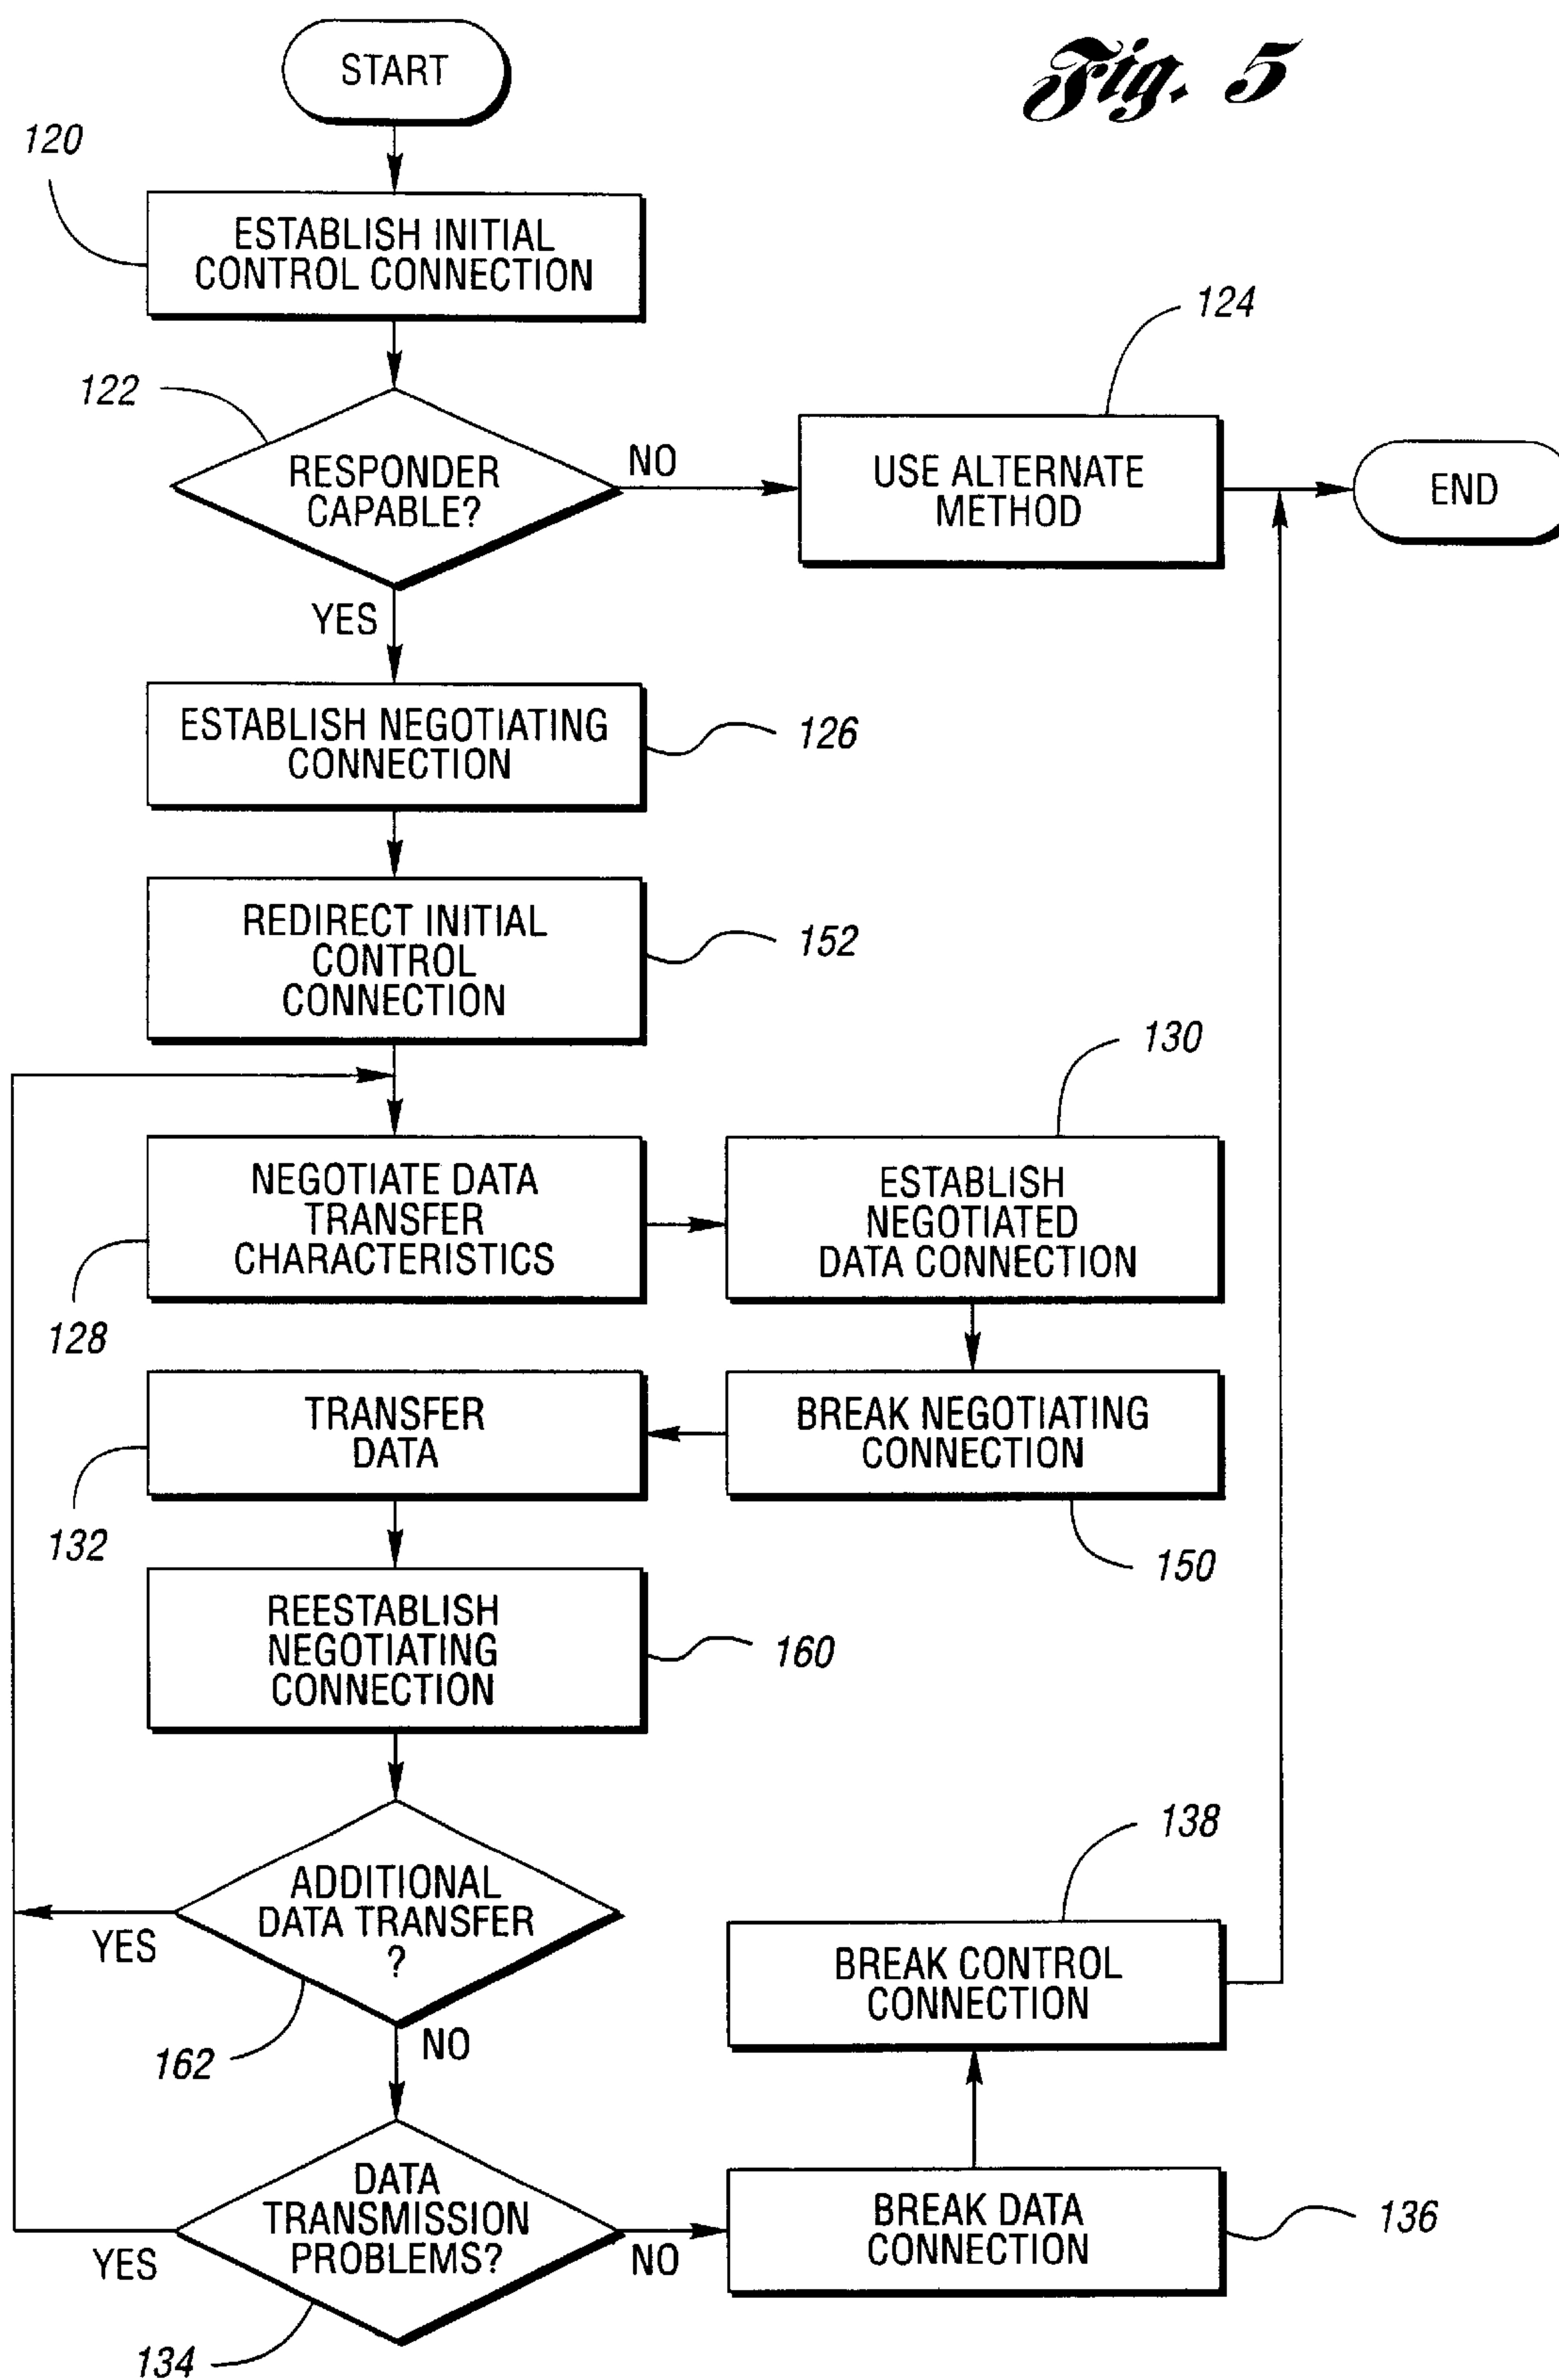 START
Fig. 5
120
ESTABLISH INITIAL
CONTROL CONNECTION
124
122
RESPONDER
CAPABLE?
NO
USE ALTERNATE
METHOD
END
YES
ESTABLISH NEGOTIATING
CONNECTION
126
REDIRECT INITIAL
CONTROL
CONNECTION
152
130
NEGOTIATE DATA
TRANSFER
CHARACTERISTICS
ESTABLISH
NEGOTIATED
DATA CONNECTION
128
TRANSFER
DATA
BREAK NEGOTIATING
CONNECTION
132
150
REESTABLISH
NEGOTIATING
CONNECTION
160
138
ADDITIONAL
DATA TRANSFER
?
YES
BREAK CONTROL
CONNECTION
162
NO
DATA
TRANSMISSION
PROBLEMS?
YES
NO
BREAK DATA
CONNECTION
136
134